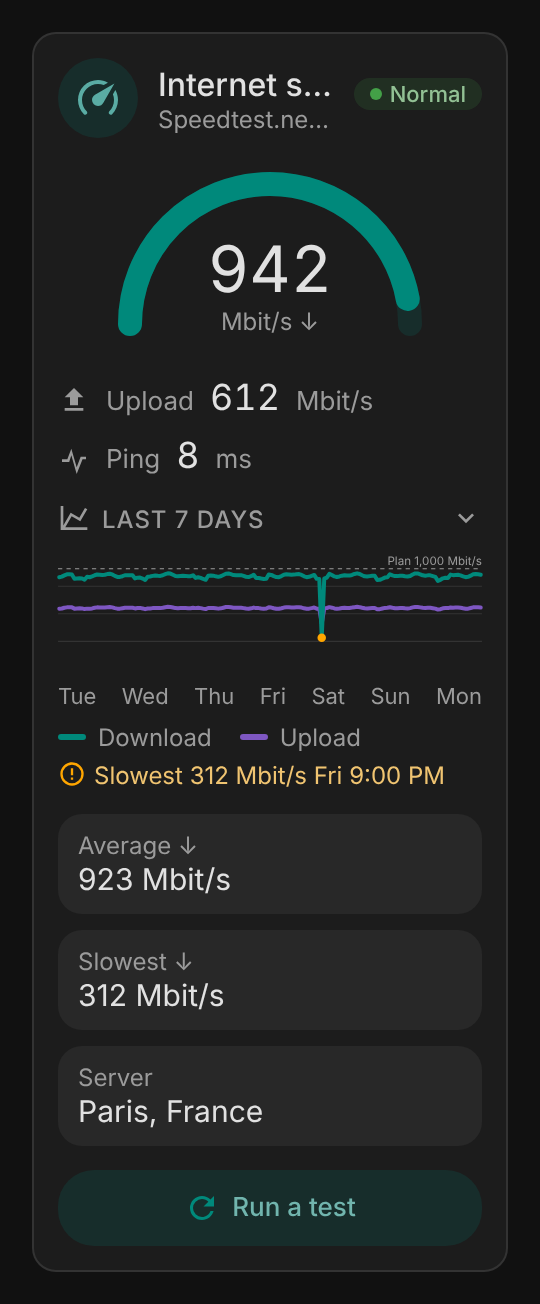 Internet s...
Normal
Speedtest.ne...
942
Mbit/s ↓
Upload 612 Mbit/s
Ping 8 ms
LAST 7 DAYS
Plan 1,000 Mbit/s
Tue Wed Thu Fri Sat Sun Mon
Download Upload
Slowest 312 Mbit/s Fri 9:00 PM
Average ↓
923 Mbit/s
Slowest ↓
312 Mbit/s
Server
Paris, France
Run a test